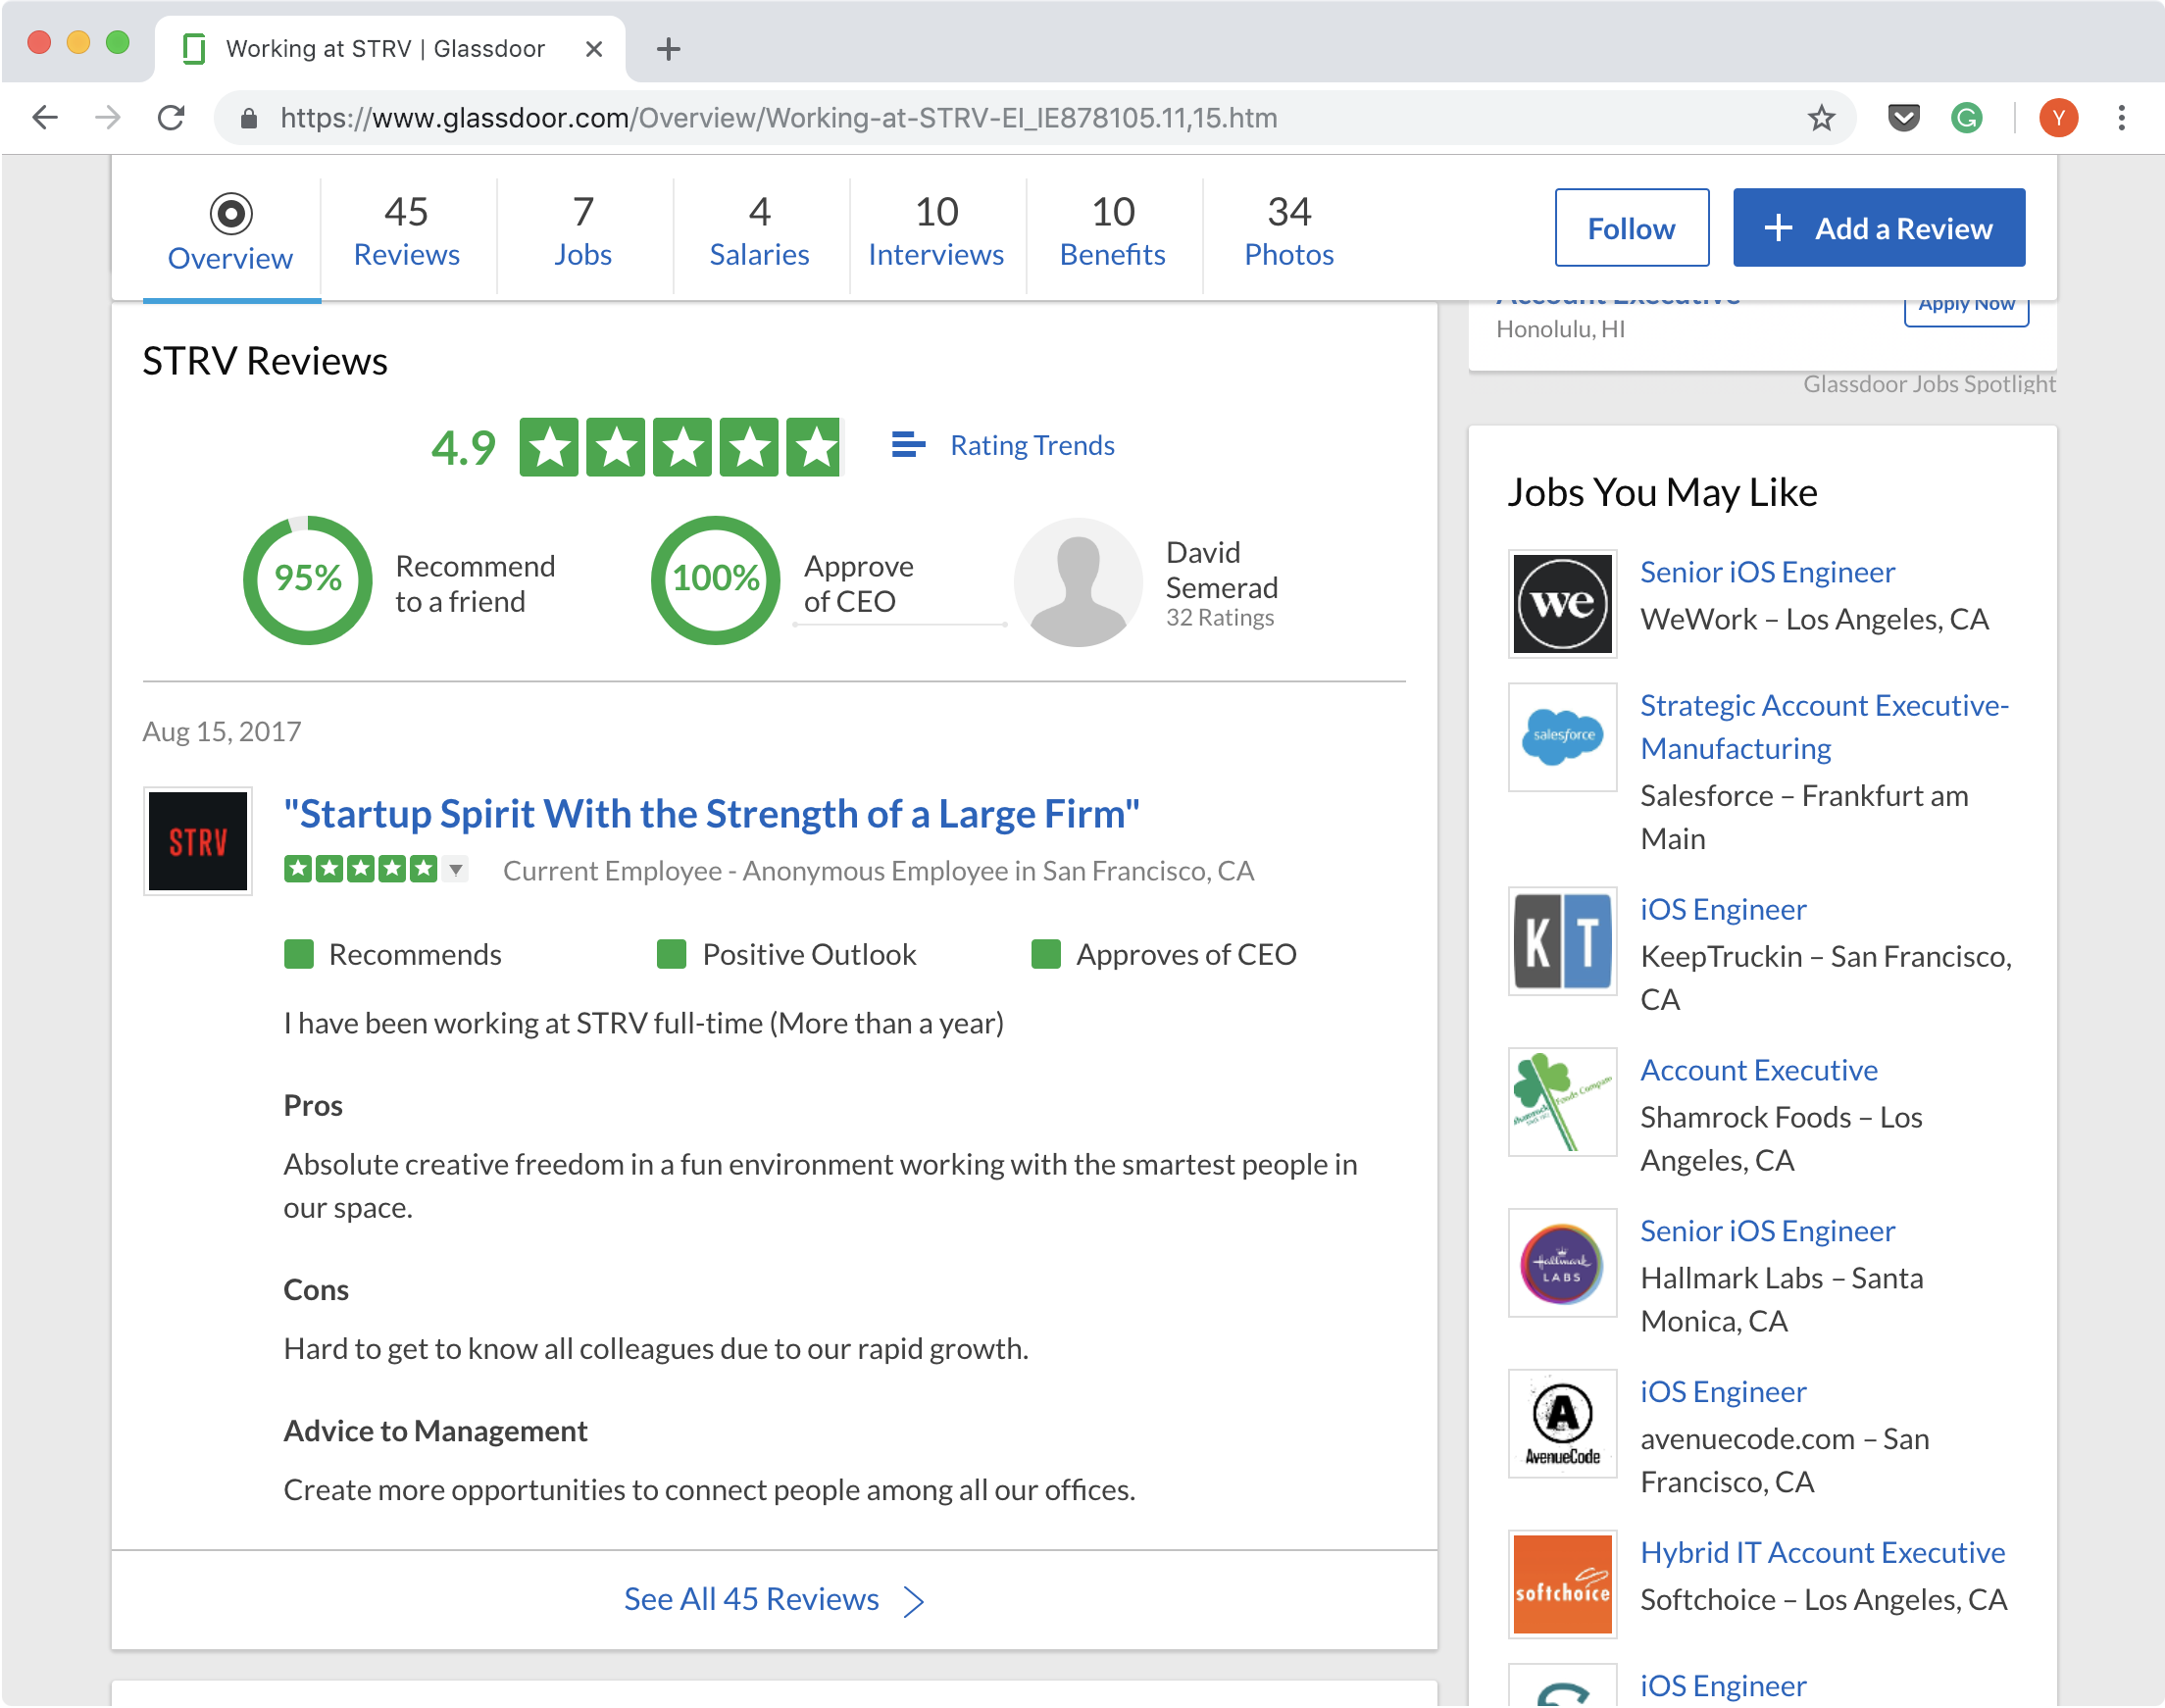 Working at STRV | Glassdoor
https://www.glassdoor.com/Overview/Working-at-STRV-EI_IE878105.11,15.htm
G
Y
Overview
45
Reviews
7
Jobs
4
Salaries
10
Interviews
10
Benefits
34
Photos
Follow
+ Add a Review
STRV Reviews
4.9
Rating Trends
95%
Recommend
to a friend
100%
Approve
of CEO
David
Semerad
32 Ratings
Aug 15, 2017
STRV
"Startup Spirit With the Strength of a Large Firm"
Current Employee - Anonymous Employee in San Francisco, CA
Recommends
Positive Outlook
Approves of CEO
I have been working at STRV full-time (More than a year)
Pros
Absolute creative freedom in a fun environment working with the smartest people in
our space.
Cons
Hard to get to know all colleagues due to our rapid growth.
Advice to Management
Create more opportunities to connect people among all our offices.
See All 45 Reviews
Account Executive
Honolulu, HI
Apply Now
Glassdoor Jobs Spotlight
Jobs You May Like
we
Senior iOS Engineer
WeWork – Los Angeles, CA
salesforce
Strategic Account Executive-
Manufacturing
Salesforce – Frankfurt am
Main
KT
iOS Engineer
KeepTruckin – San Francisco,
CA
Shamrock
Foods Company
Account Executive
Shamrock Foods – Los
Angeles, CA
Hallmark
LABS
Senior iOS Engineer
Hallmark Labs – Santa
Monica, CA
A
AvenueCode
iOS Engineer
avenuecode.com – San
Francisco, CA
softchoice
Hybrid IT Account Executive
Softchoice – Los Angeles, CA
iOS Engineer